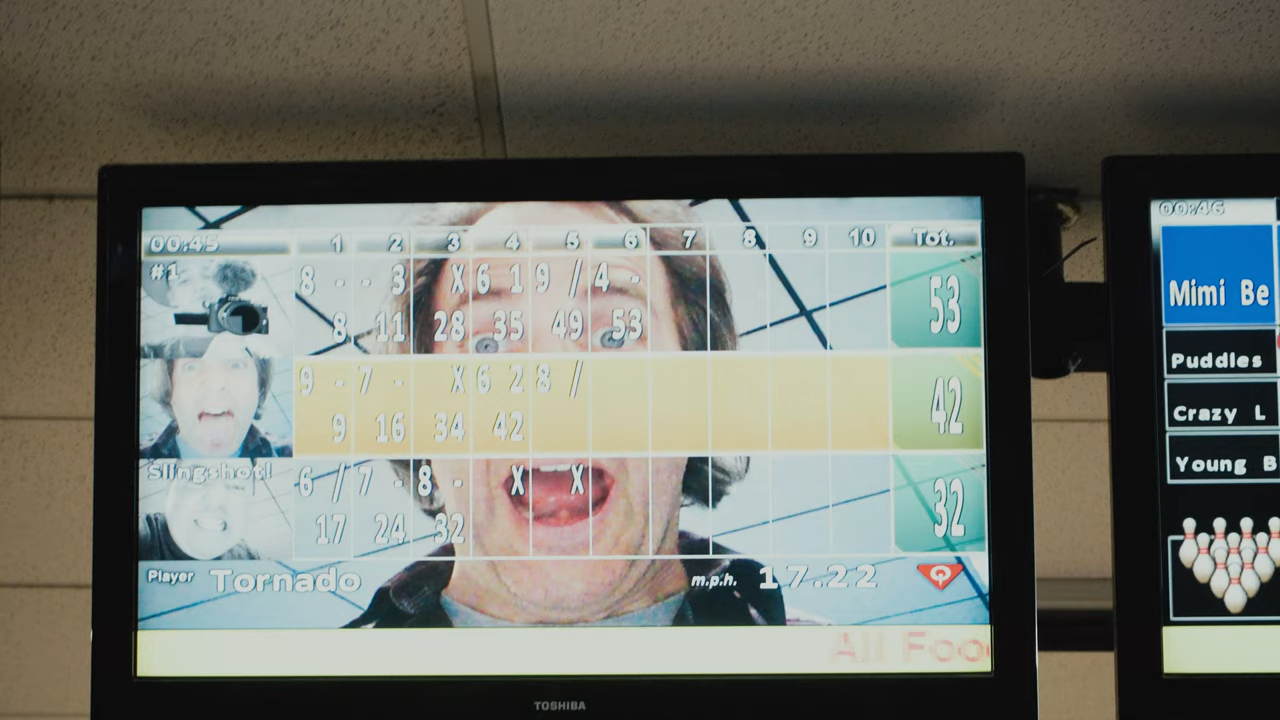 00:45 1 2 3 4 5 6 7 8 9 10 Tot.
#1
8 - - 3 X 6 1 9 / 4 -
8 11 28 35 49 53 53
9 - 7 - X 6 2 8 /
9 16 34 42 42
Slingshot!
6 / 7 - 8 - X X
17 24 32 32
Player Tornado m.p.h. 17.22 Q
All Foo
TOSHIBA
00:46
Mimi Be
Puddles
Crazy L
Young B